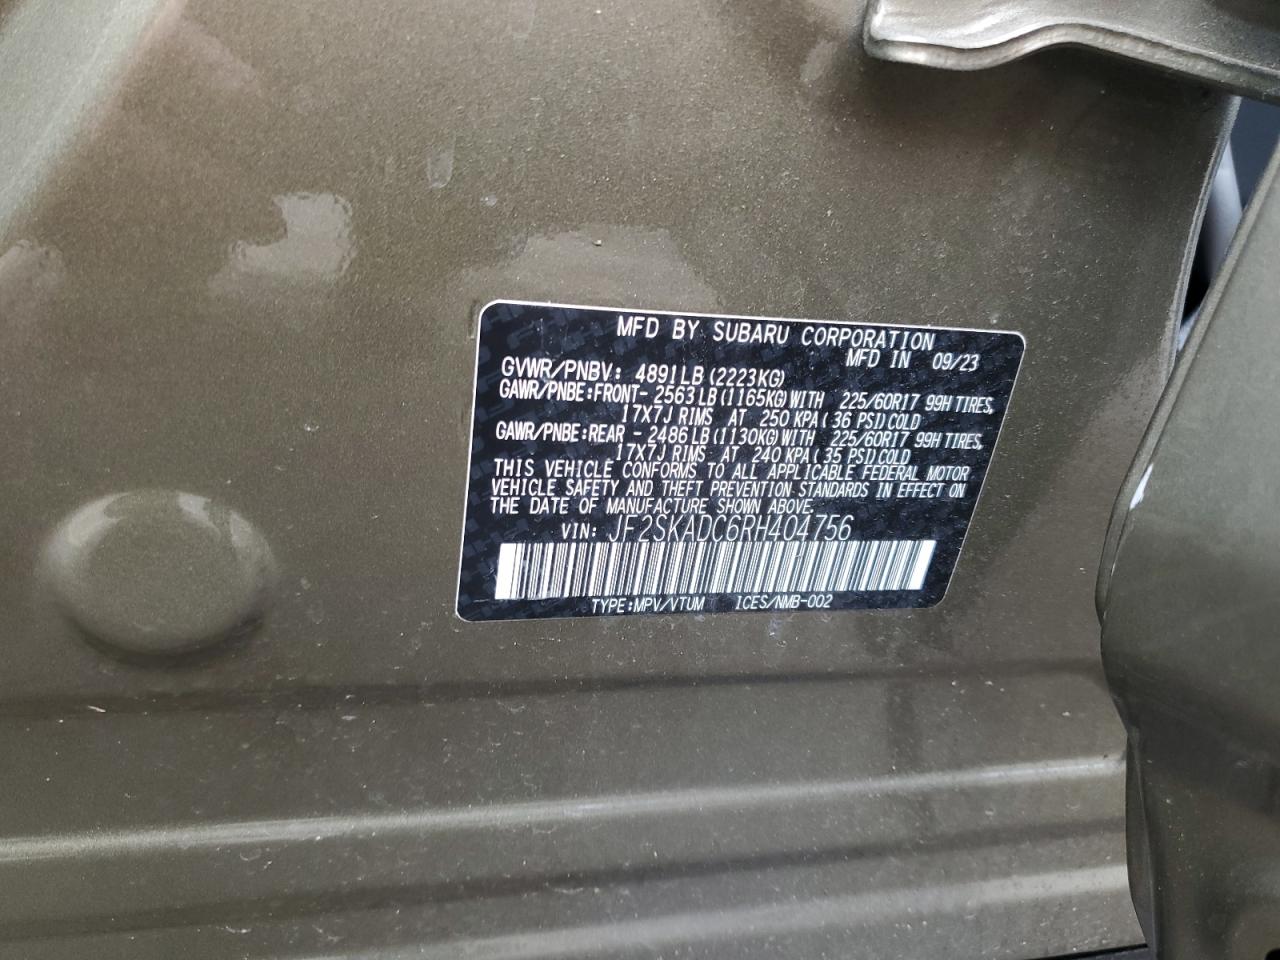 MFD BY SUBARU CORPORATION
MFD IN 09/23
GVWR/PNBV: 4891LB (2223KG)
GAWR/PNBE:FRONT- 2563LB (1165KG) WITH 225/60R17 99H TIRES,
17X7J RIMS AT 250 KPA ( 36 PSI) COLD
GAWR/PNBE:REAR - 2486LB (1130KG) WITH 225/60R17 99H TIRES,
17X7J RIMS AT 240 KPA ( 35 PSI) COLD
THIS VEHICLE CONFORMS TO ALL APPLICABLE FEDERAL MOTOR
VEHICLE SAFETY AND THEFT PREVENTION STANDARDS IN EFFECT ON
THE DATE OF MANUFACTURE SHOWN ABOVE.
VIN: JF2SKADC6RH404756
TYPE:MPV/VTUM ICES/NMB-002